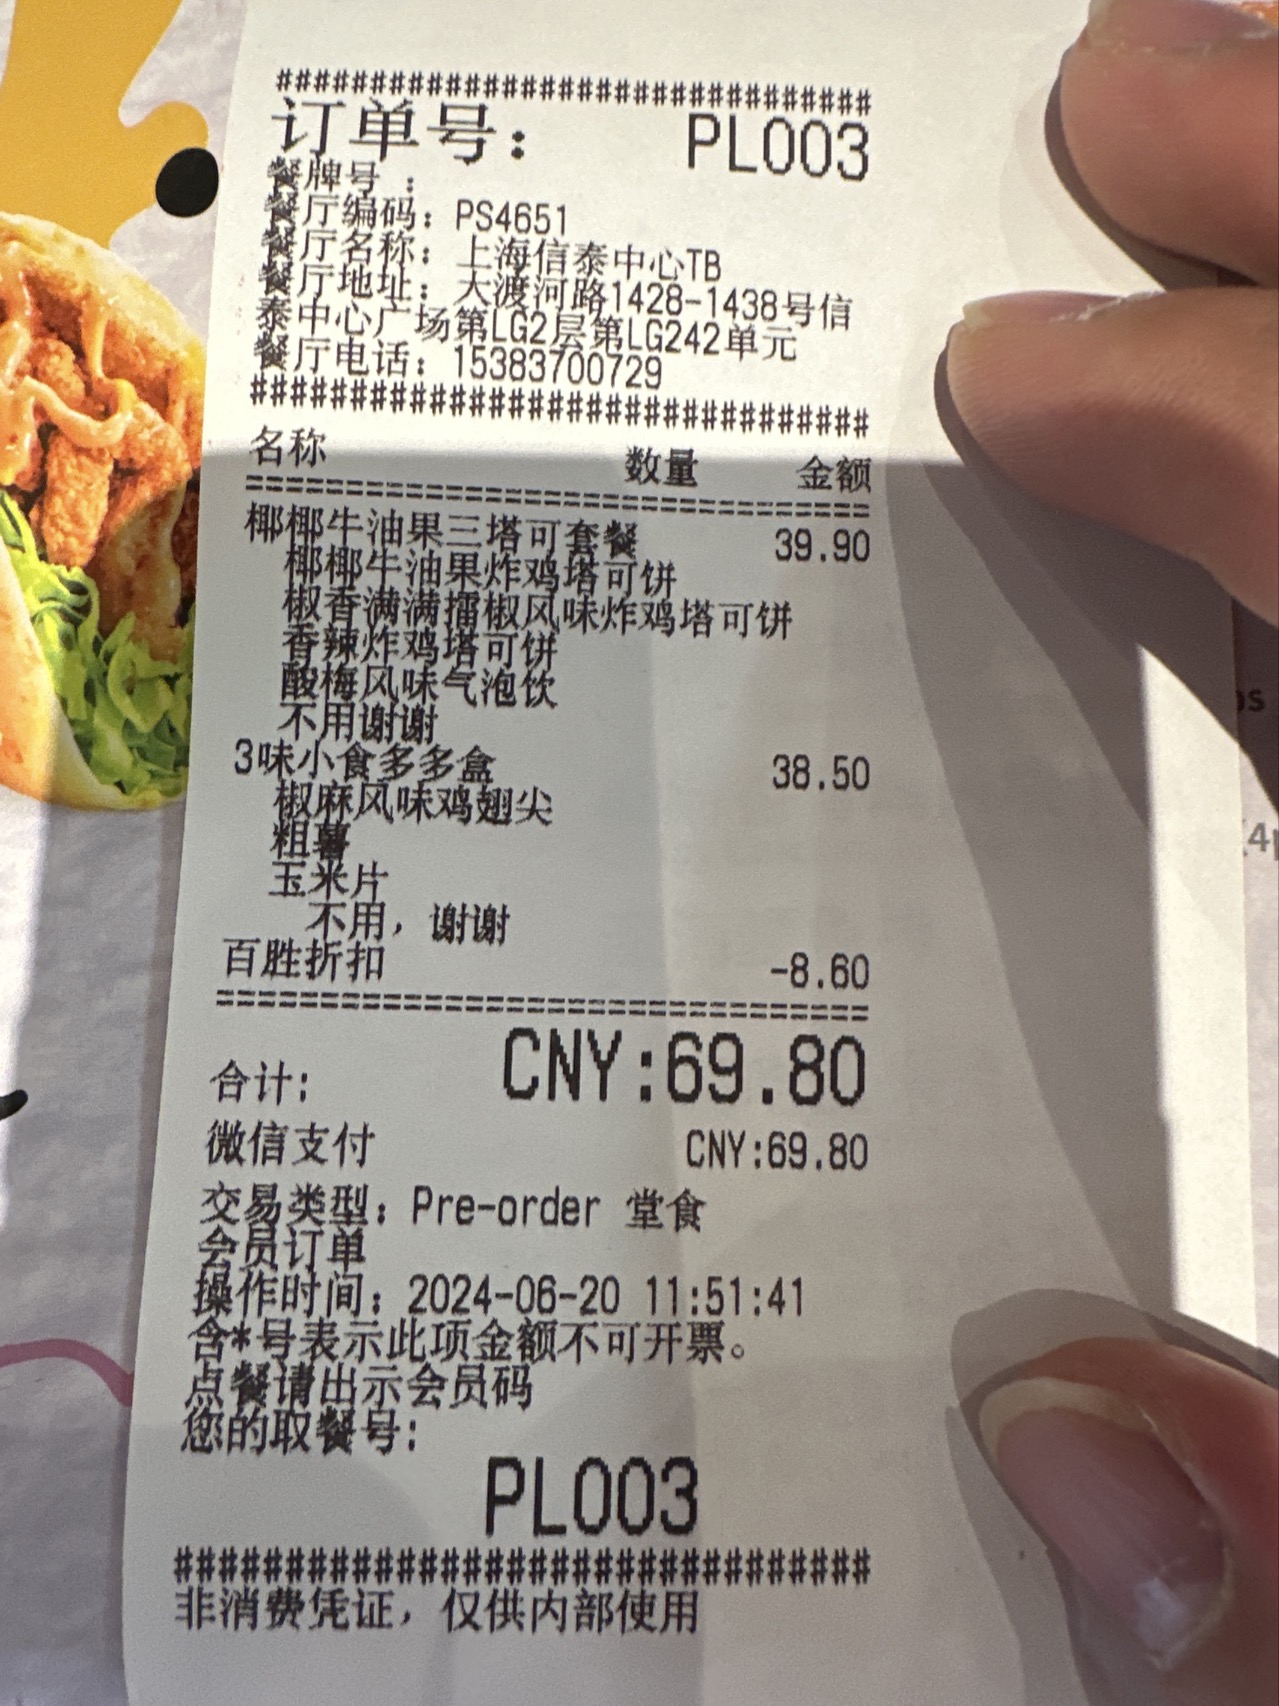 ################################
订单号： PL003
餐牌号：
餐厅编码：PS4651
餐厅名称：上海信泰中心TB
餐厅地址：大渡河路1428-1438号信
泰中心广场第LG2层第LG242单元
餐厅电话：15383700729
################################
名称 数量 金额
================================
椰椰牛油果三塔可套餐 39.90
椰椰牛油果炸鸡塔可饼
椒香满满擂椒风味炸鸡塔可饼
香辣炸鸡塔可饼
酸梅风味气泡饮
不用谢谢
3味小食多多盒 38.50
椒麻风味鸡翅尖
粗薯
玉米片
不用，谢谢
百胜折扣 -8.60
================================
合计: CNY:69.80
微信支付 CNY:69.80
交易类型：Pre-order 堂食
会员订单
操作时间：2024-06-20 11:51:41
含*号表示此项金额不可开票。
点餐请出示会员码
您的取餐号:
PL003
################################
非消费凭证，仅供内部使用